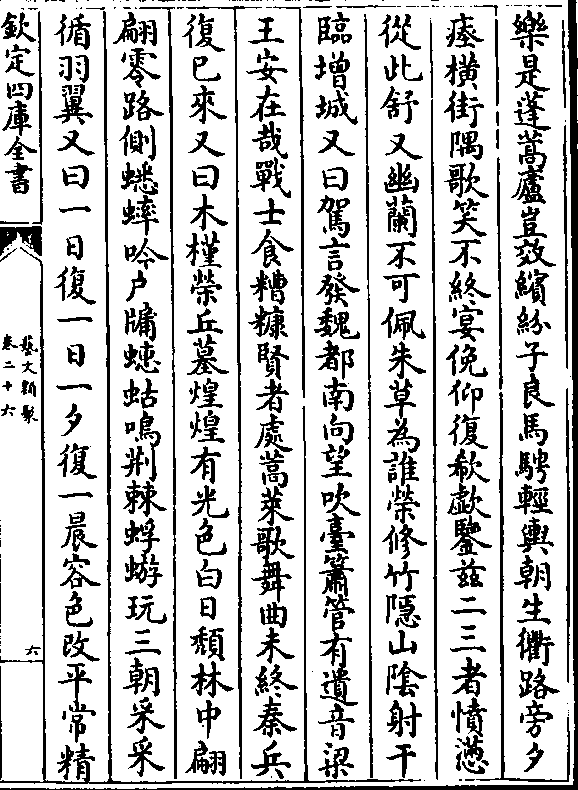 樂是蓬蒿廬豈效繽紛子良馬騁輕輿朝生衢路旁夕
瘞橫街隅歌笑不終宴俛仰復欷歔鑒兹二三者憤懣
從此舒又幽蘭不可佩朱草為誰榮修竹隱山陰射干
臨增城又曰駕言發魏都南向望吹臺簫管有遺音梁
王安在哉戰士食糟糠賢者處蒿萊歌舞曲未終秦兵
復已來又曰木槿榮丘墓煌煌有光色白日頹林中翩
翩零路側蟋蟀吟户牖蟪蛄鳴荆棘蜉蝣玩三朝采采
循羽翼又曰一日復一日一夕復一晨容色改平常精
欽定四庫全書
藝文類聚
卷二十六
六